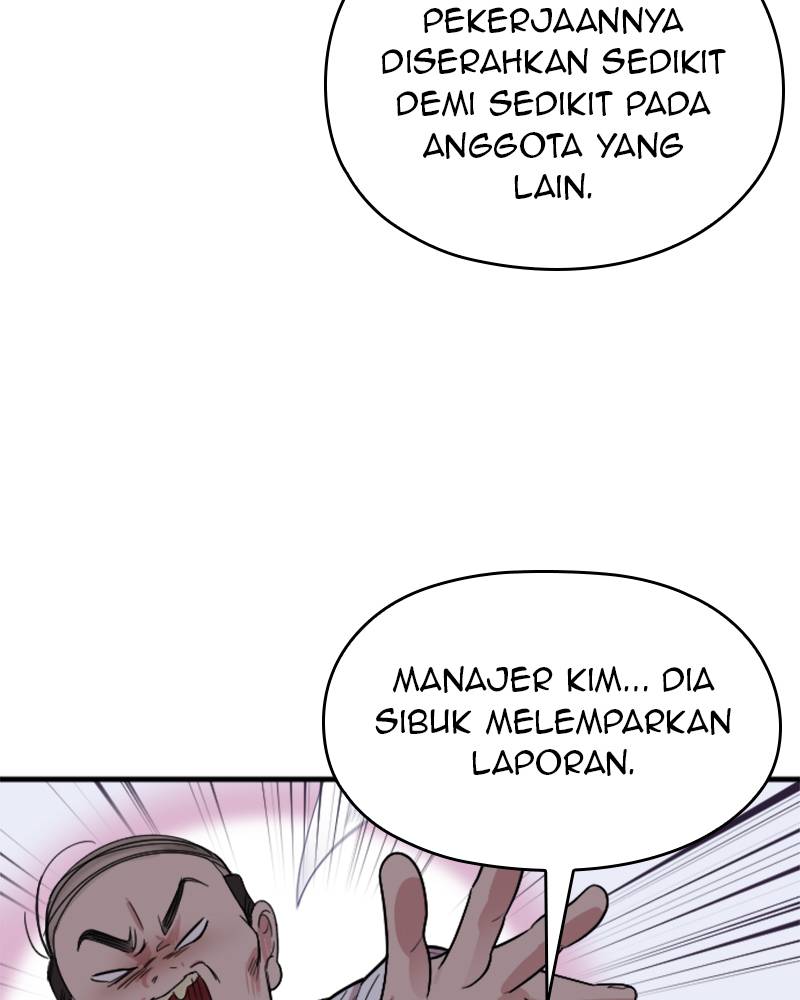 PEKERJAANNYA
DISERAHKAN SEDIKIT
DEMI SEDIKIT PADA
ANGGOTA YANG
LAIN.
MANAJER KIM... DIA
SIBUK MELEMPARKAN
LAPORAN.